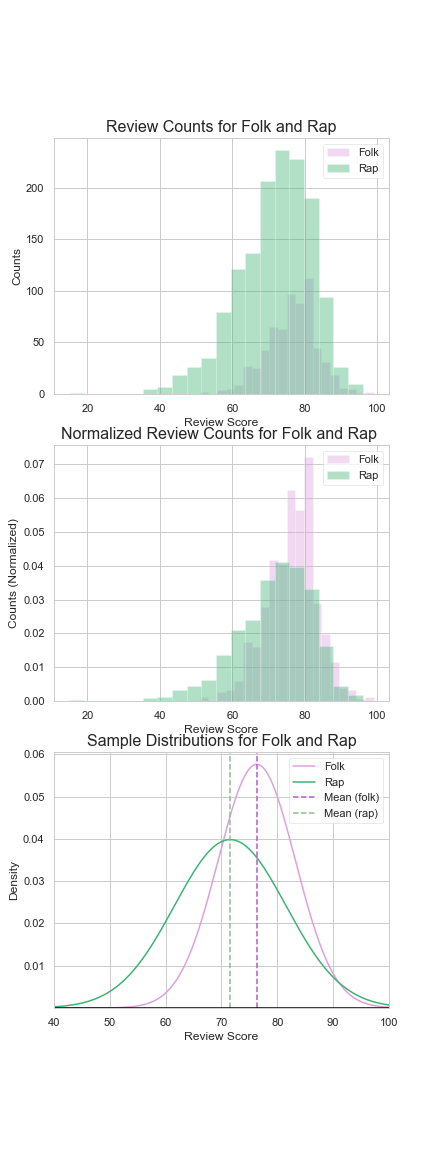 Review Counts for Folk and Rap
Folk
Rap
Counts
200
150
100
50
0
20 40 60 80 100
Review Score
Normalized Review Counts for Folk and Rap
Folk
Rap
Counts (Normalized)
0.07
0.06
0.05
0.04
0.03
0.02
0.01
0.00
20 40 60 80 100
Review Score
Sample Distributions for Folk and Rap
Folk
Rap
Mean (folk)
Mean (rap)
Density
0.06
0.05
0.04
0.03
0.02
0.01
40 50 60 70 80 90 100
Review Score